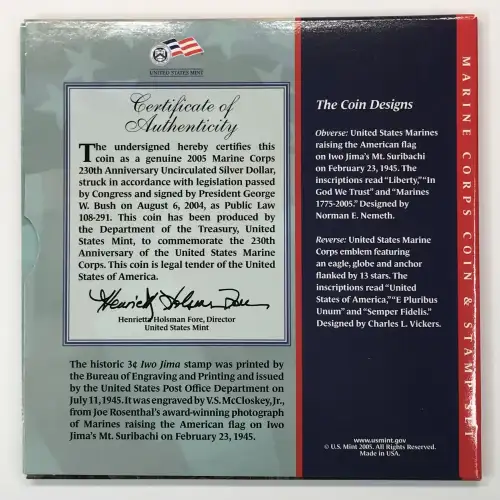 UNITED STATES MINT
Certificate of
Authenticity
The undersigned hereby certifies this
coin as a genuine 2005 Marine Corps
230th Anniversary Uncirculated Silver Dollar,
struck in accordance with legislation passed
by Congress and signed by President George
W. Bush on August 6, 2004, as Public Law
108-291. This coin has been produced by
the Department of the Treasury, United
States Mint, to commemorate the 230th
Anniversary of the United States Marine
Corps. This coin is legal tender of the United
States of America.
Henrietta Holsman Fore
Henrietta Holsman Fore, Director
United States Mint
The historic 3¢ Iwo Jima stamp was printed by
the Bureau of Engraving and Printing and issued
by the United States Post Office Department on
July 11, 1945. It was engraved by V.S. McCloskey, Jr.,
from Joe Rosenthal's award-winning photograph
of Marines raising the American flag on Iwo
Jima's Mt. Suribachi on February 23, 1945.
The Coin Designs
Obverse: United States Marines
raising the American flag
on Iwo Jima's Mt. Suribachi
on February 23, 1945. The
inscriptions read "Liberty," "In
God We Trust" and "Marines
1775-2005." Designed by
Norman E. Nemeth.
Reverse: United States Marine
Corps emblem featuring
an eagle, globe and anchor
flanked by 13 stars. The
inscriptions read "United
States of America," "E Pluribus
Unum" and "Semper Fidelis."
Designed by Charles L. Vickers.
www.usmint.gov
© U.S. Mint 2005. All Rights Reserved.
Made in USA.
MARINE CORPS COIN & STAMP SET